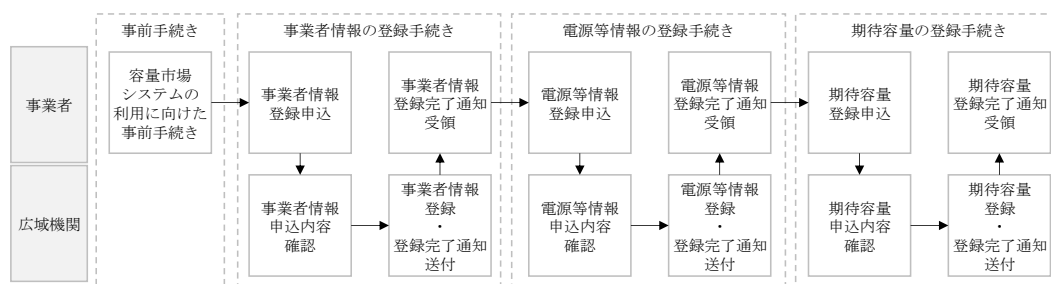 事前手続き
事業者情報の登録手続き
電源等情報の登録手続き
期待容量の登録手続き
事業者
容量市場
システムの
利用に向けた
事前手続き
事業者情報
登録申込
事業者情報
登録完了通知
受領
電源等情報
登録申込
電源等情報
登録完了通知
受領
期待容量
登録申込
期待容量
登録完了通知
受領
広域機関
事業者情報
申込内容
確認
事業者情報
登録
・
登録完了通知
送付
電源等情報
申込内容
確認
電源等情報
登録
・
登録完了通知
送付
期待容量
申込内容
確認
期待容量
登録
・
登録完了通知
送付